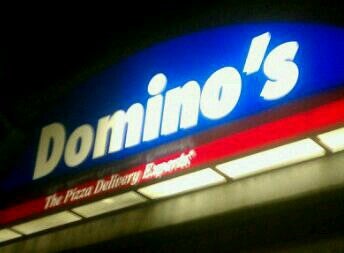 Domino's
The Pizza Delivery Experts®